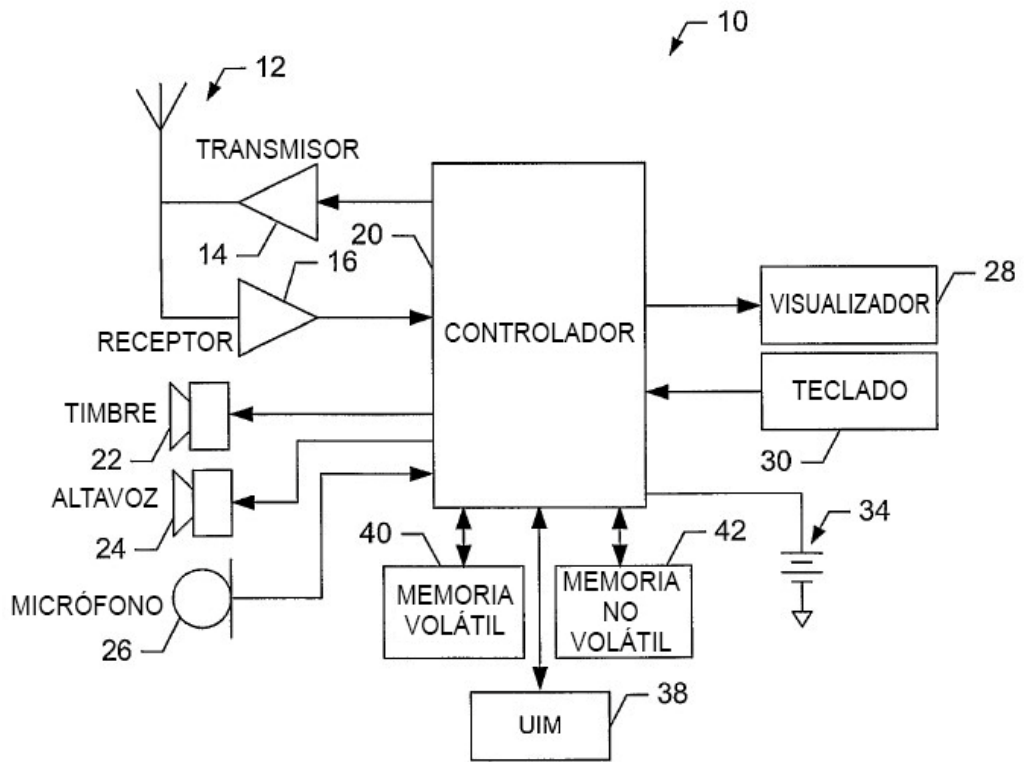 10
12
TRANSMISOR
14
20
16
RECEPTOR
CONTROLADOR
28
VISUALIZADOR
TECLADO
30
TIMBRE
22
ALTAVOZ
24
MICRÓFONO
26
40
MEMORIA
VOLÁTIL
42
MEMORIA
NO
VOLÁTIL
34
38
UIM